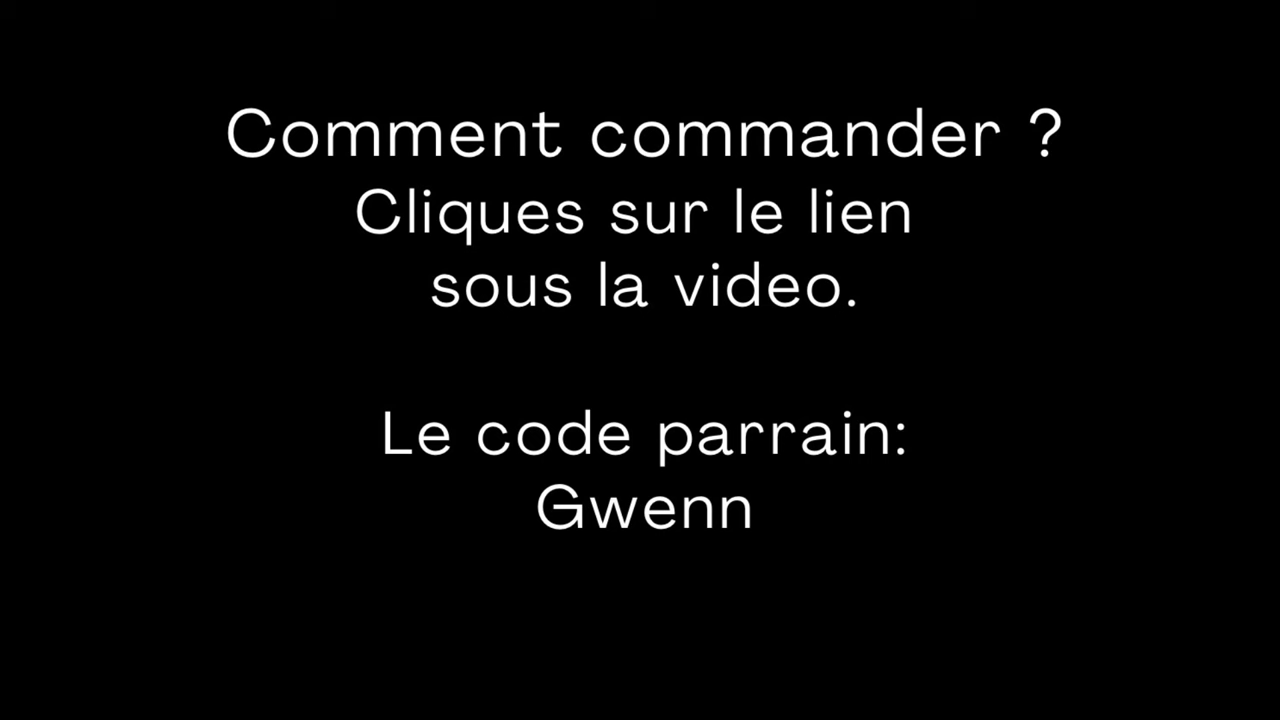 Comment commander ?
Cliques sur le lien
sous la video.
Le code parrain:
Gwenn